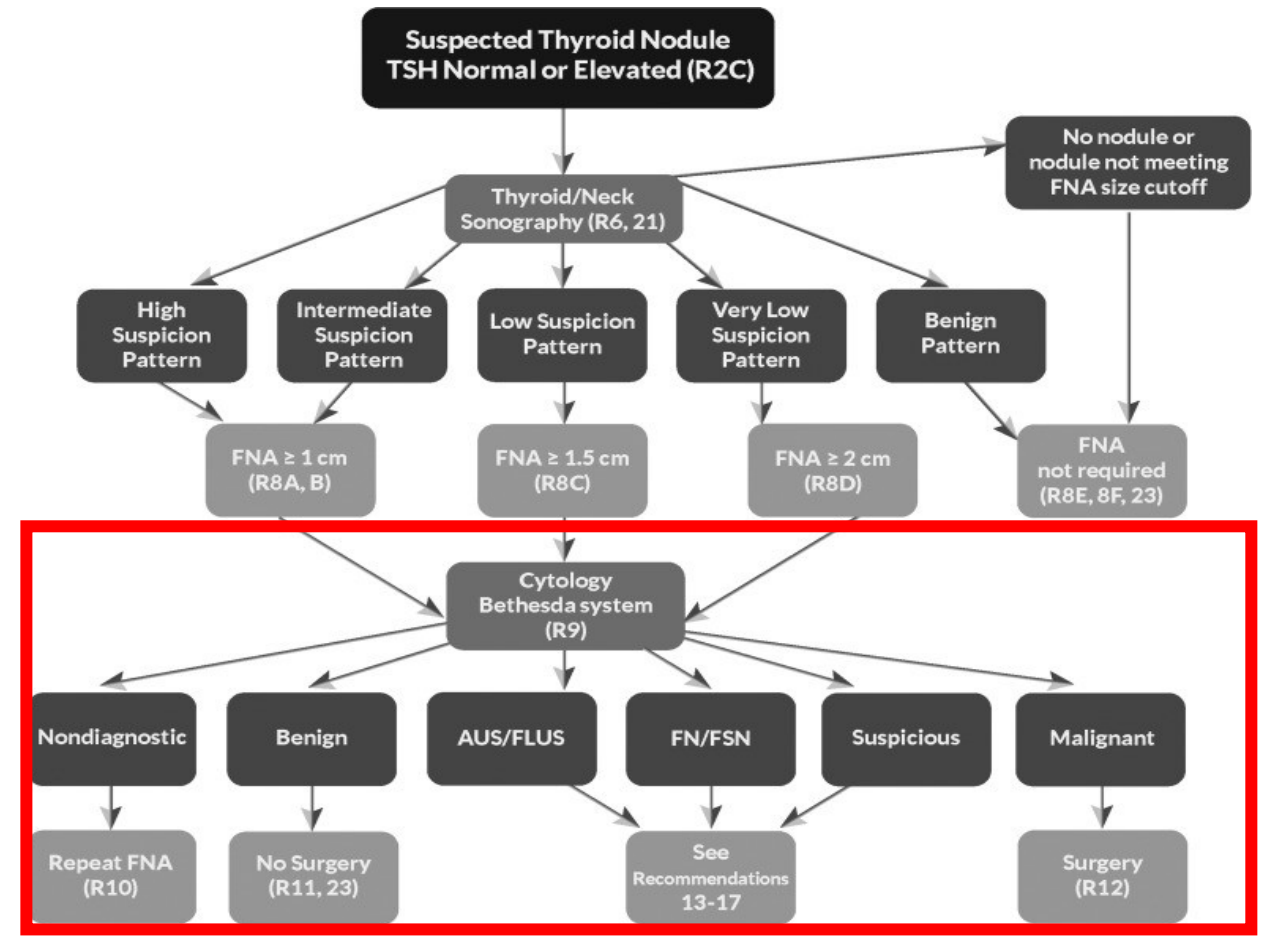 Suspected Thyroid Nodule
TSH Normal or Elevated (R2C)
No nodule or
nodule not meeting
FNA size cutoff
Thyroid/Neck
Sonography (R6, 21)
High
Suspicion
Pattern
Intermediate
Suspicion
Pattern
Low Suspicion
Pattern
Very Low
Suspicion
Pattern
Benign
Pattern
FNA ≥ 1 cm
(R8A, B)
FNA ≥ 1.5 cm
(R8C)
FNA ≥ 2 cm
(R8D)
FNA
not required
(R8E, 8F, 23)
Cytology
Bethesda system
(R9)
Nondiagnostic
Benign
AUS/FLUS
FN/FSN
Suspicious
Malignant
Repeat FNA
(R10)
No Surgery
(R11, 23)
See
Recommendations
13-17
Surgery
(R12)